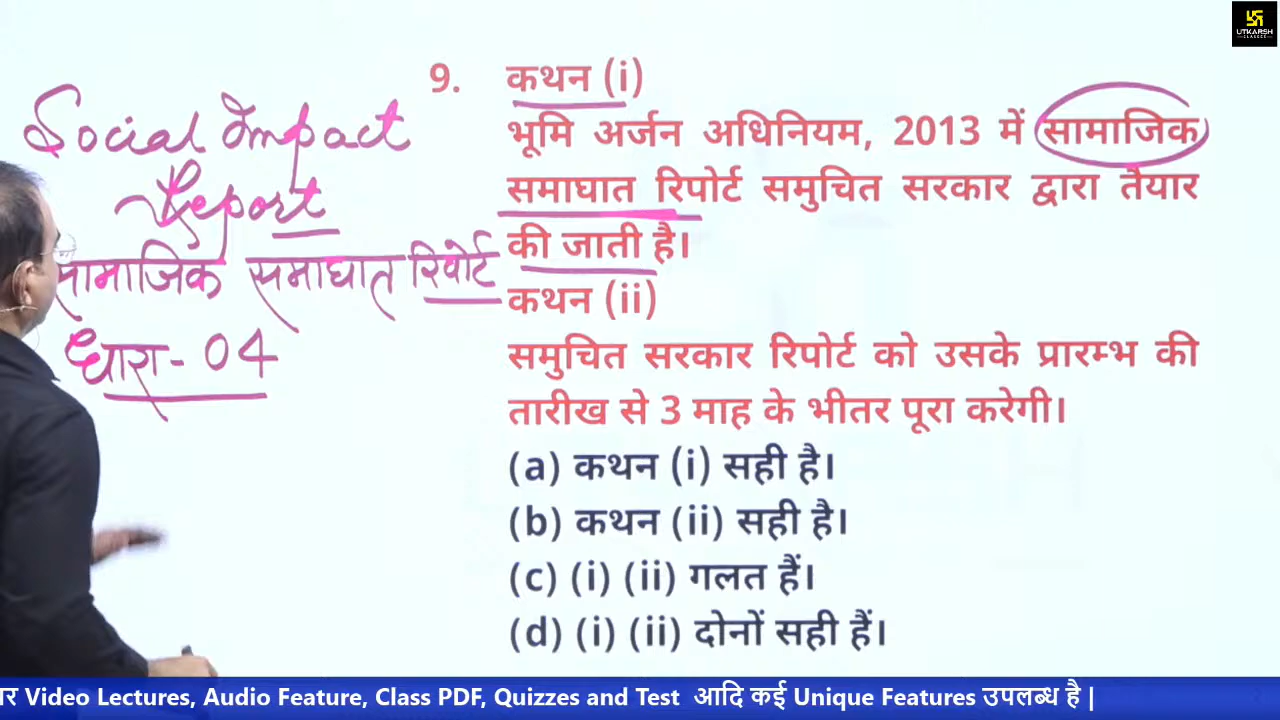 UTKARSH
CLASSES
Social Impact
Report
सामाजिक समाघात रिपोर्ट
धारा - 04
9. कथन (i)
भूमि अर्जन अधिनियम, 2013 में सामाजिक
समाघात रिपोर्ट समुचित सरकार द्वारा तैयार
की जाती है।
कथन (ii)
समुचित सरकार रिपोर्ट को उसके प्रारम्भ की
तारीख से 3 माह के भीतर पूरा करेगी।
(a) कथन (i) सही है।
(b) कथन (ii) सही है।
(c) (i) (ii) गलत हैं।
(d) (i) (ii) दोनों सही हैं।
Video Lectures, Audio Feature, Class PDF, Quizzes and Test आदि कई Unique Features उपलब्ध है |